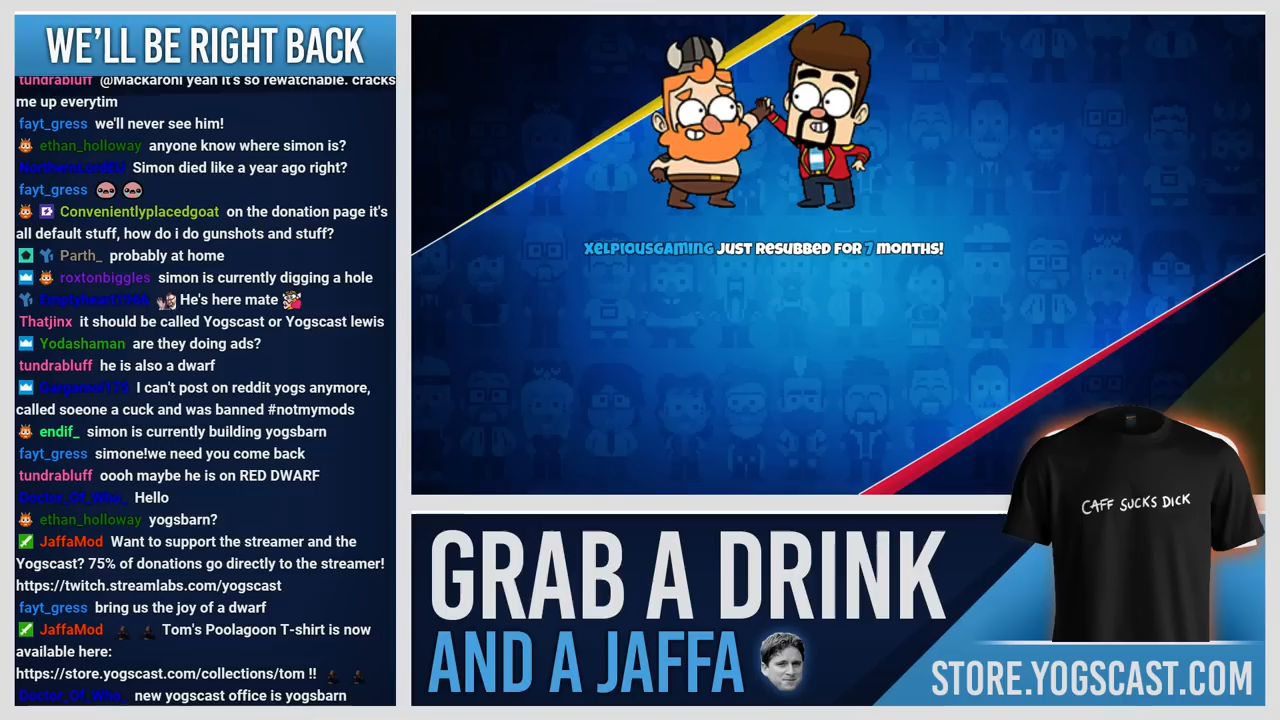 WE'LL BE RIGHT BACK
tundrabluff @Mackaroni yeah it's so rewatchable. cracks
me up everytim
fayt_gress we'll never see him!
ethan_holloway anyone know where simon is?
Simon died like a year ago right?
fayt_gress
Convenientlyplacedgoat on the donation page it's
all default stuff, how do i do gunshots and stuff?
Parth_ probably at home
roxtonbiggles simon is currently digging a hole
He's here mate
Thatjinx it should be called Yogscast or Yogscast lewis
Yodashaman are they doing ads?
tundrabluff he is also a dwarf
I can't post on reddit yogs anymore,
called soeone a cuck and was banned #notmymods
endif_ simon is currently building yogsbarn
fayt_gress simone!we need you come back
tundrabluff oooh maybe he is on RED DWARF
Doctor_Of_Who_ Hello
ethan_holloway yogsbarn?
JaffaMod Want to support the streamer and the
Yogscast? 75% of donations go directly to the streamer!
https://twitch.streamlabs.com/yogscast
fayt_gress bring us the joy of a dwarf
JaffaMod Tom's Poolagoon T-shirt is now
available here:
https://store.yogscast.com/collections/tom !!
Doctor_Of_Who_ new yogscast office is yogsbarn
XelpiousGaming just resubbed for 7 months!
CAFF SUCKS DICK
GRAB A DRINK
AND A JAFFA
STORE.YOGSCAST.COM